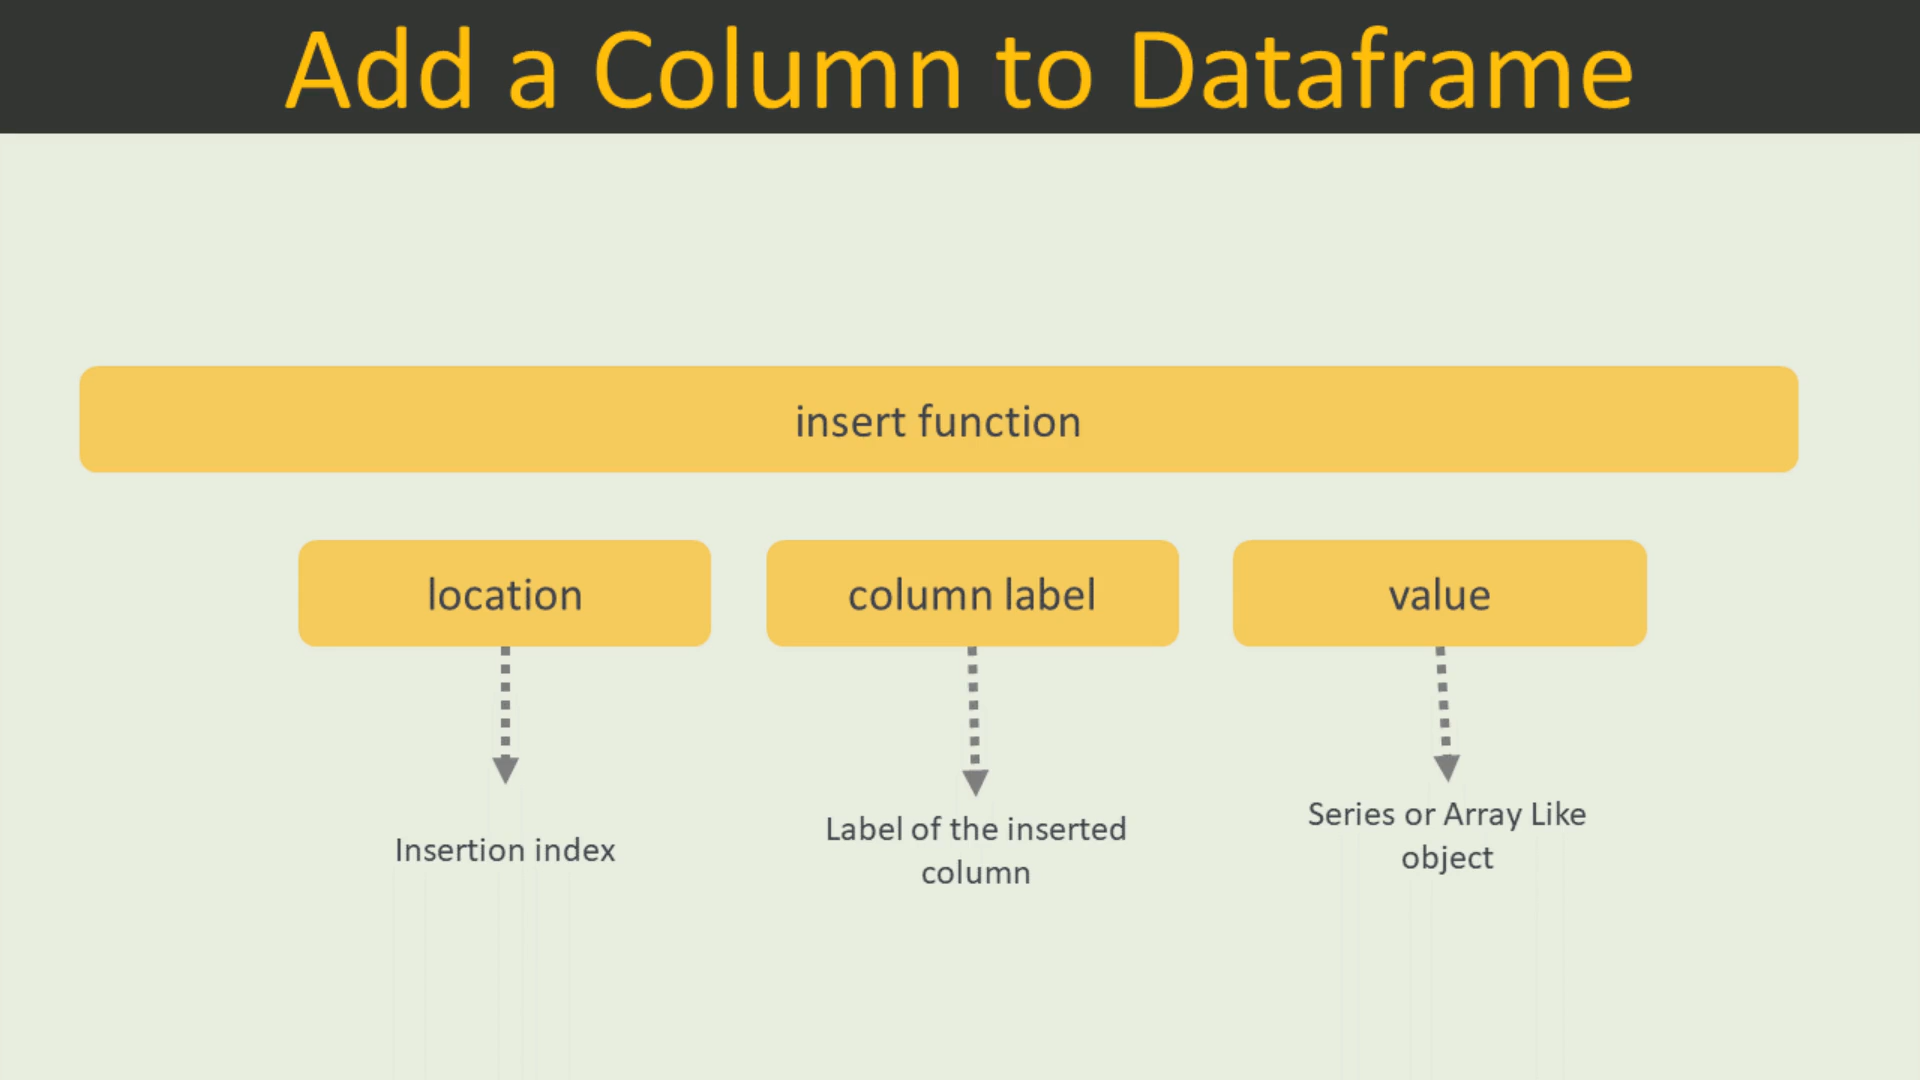 Add a Column to Dataframe
insert function
location
column label
value
Insertion index
Label of the inserted
column
Series or Array Like
object